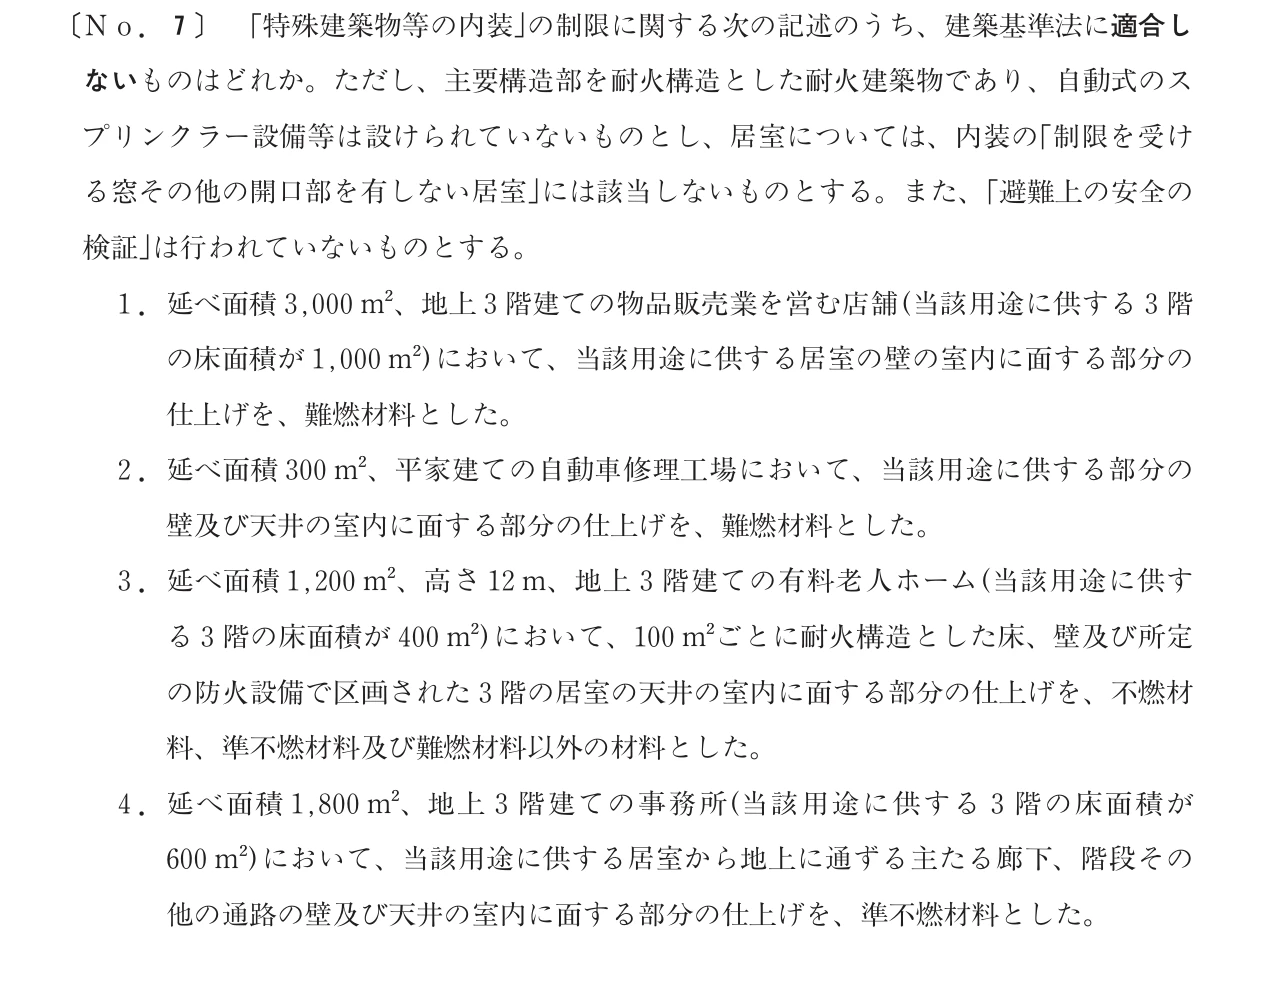 〔Ｎｏ．７〕　「特殊建築物等の内装」の制限に関する次の記述のうち、建築基準法に適合し
ないものはどれか。ただし、主要構造部を耐火構造とした耐火建築物であり、自動式のス
プリンクラー設備等は設けられていないものとし、居室については、内装の「制限を受け
る窓その他の開口部を有しない居室」には該当しないものとする。また、「避難上の安全の
検証」は行われていないものとする。
1．延べ面積 3,000 m²、地上 3 階建ての物品販売業を営む店舗(当該用途に供する 3 階
の床面積が 1,000 m²)において、当該用途に供する居室の壁の室内に面する部分の
仕上げを、難燃材料とした。
2．延べ面積 300 m²、平家建ての自動車修理工場において、当該用途に供する部分の
壁及び天井の室内に面する部分の仕上げを、難燃材料とした。
3．延べ面積 1,200 m²、高さ 12 m、地上 3 階建ての有料老人ホーム(当該用途に供す
る 3 階の床面積が 400 m²)において、100 m²ごとに耐火構造とした床、壁及び所定
の防火設備で区画された 3 階の居室の天井の室内に面する部分の仕上げを、不燃材
料、準不燃材料及び難燃材料以外の材料とした。
4．延べ面積 1,800 m²、地上 3 階建ての事務所(当該用途に供する 3 階の床面積が
600 m²)において、当該用途に供する居室から地上に通ずる主たる廊下、階段その
他の通路の壁及び天井の室内に面する部分の仕上げを、準不燃材料とした。